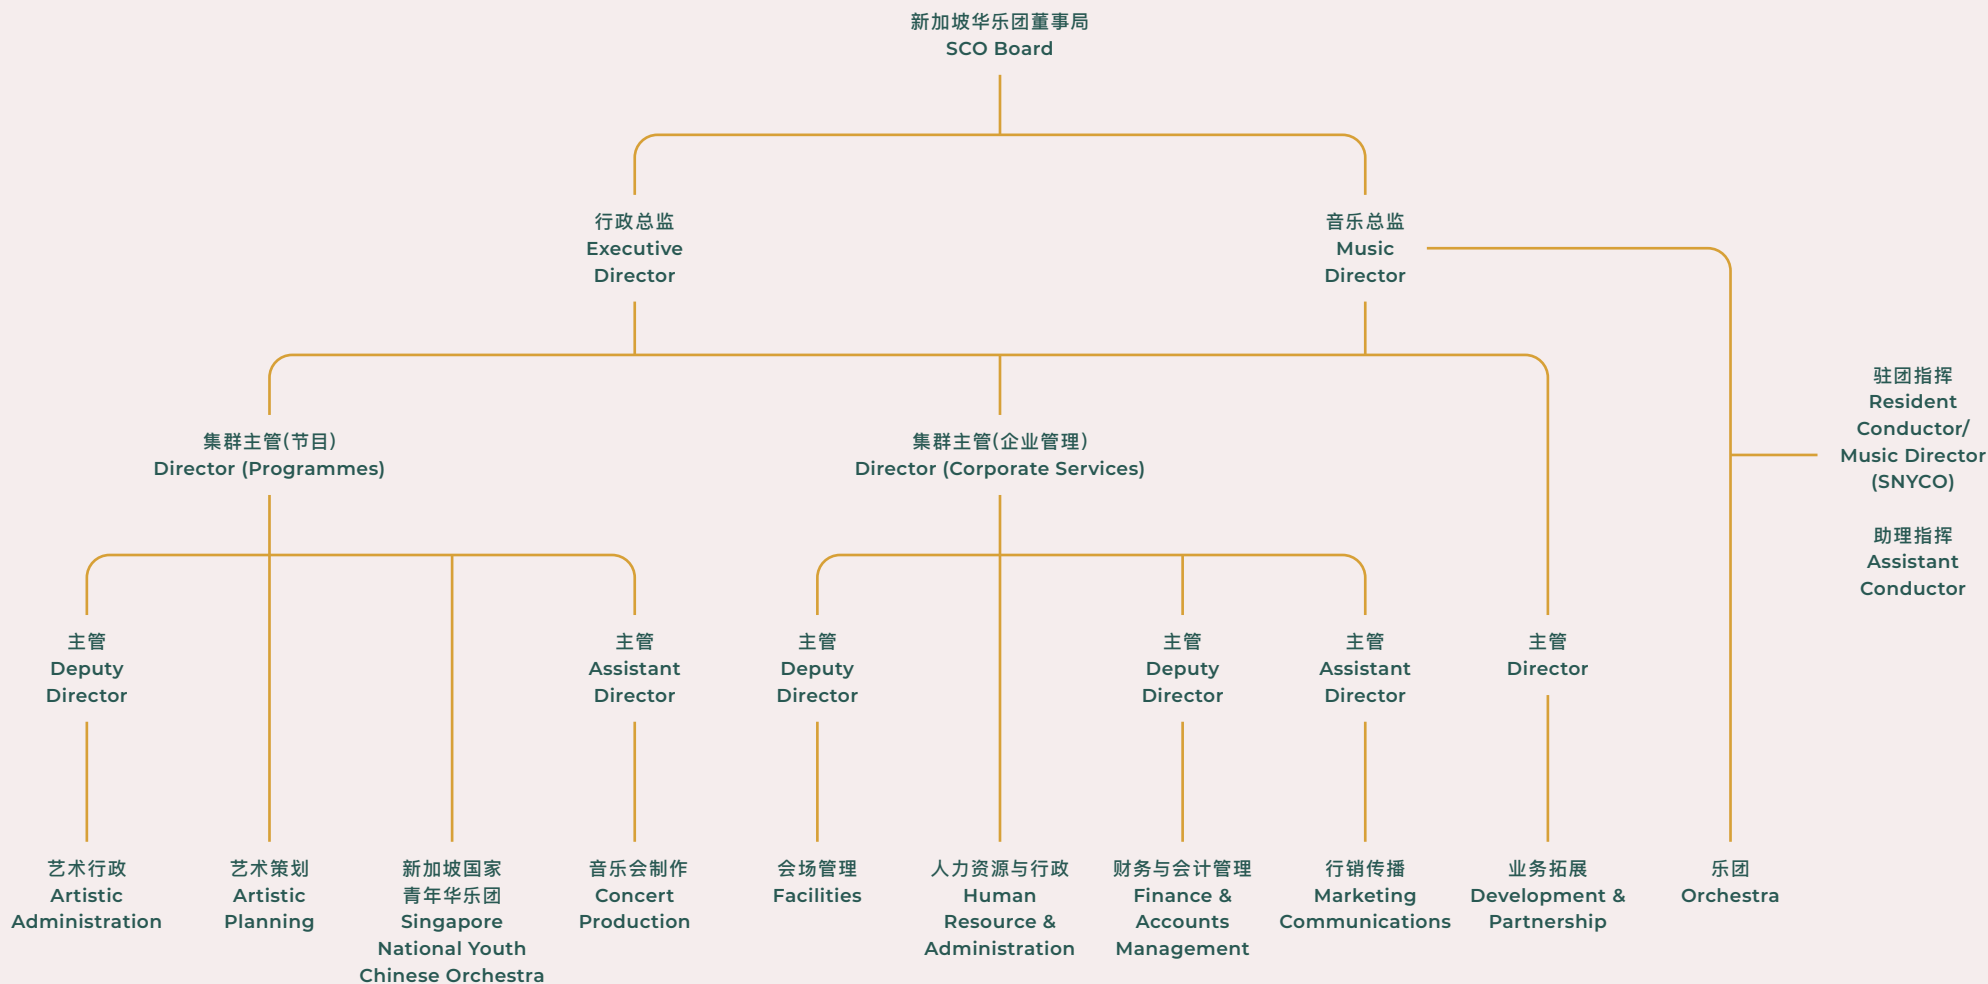 新加坡华乐团董事局
SCO Board
行政总监
Executive
Director
音乐总监
Music
Director
驻团指挥
Resident
Conductor/
Music Director
(SNYCO)
助理指挥
Assistant
Conductor
集群主管(节目)
Director (Programmes)
集群主管(企业管理)
Director (Corporate Services)
主管
Deputy
Director
主管
Assistant
Director
主管
Deputy
Director
主管
Deputy
Director
主管
Assistant
Director
主管
Director
艺术行政
Artistic
Administration
艺术策划
Artistic
Planning
新加坡国家
青年华乐团
Singapore
National Youth
Chinese Orchestra
音乐会制作
Concert
Production
会场管理
Facilities
人力资源与行政
Human
Resource &
Administration
财务与会计管理
Finance &
Accounts
Management
行销传播
Marketing
Communications
业务拓展
Development &
Partnership
乐团
Orchestra